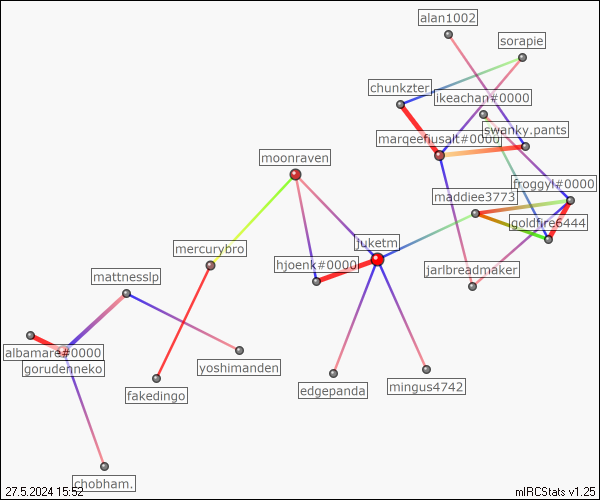 alan1002
sorapie
chunkzter
ikeachan#0000
swanky.pants
marqeefiusalt#0000
moonraven
froggyl#0000
maddiee3773
goldfire6444
juketm
mercurybro
hjoenk#0000
jarlbreadmaker
mattnesslp
albamare#0000
gorudenneko
yoshimanden
fakedingo
edgepanda
mingus4742
chobham.
27.5.2024 15:52
mIRCStats v1.25